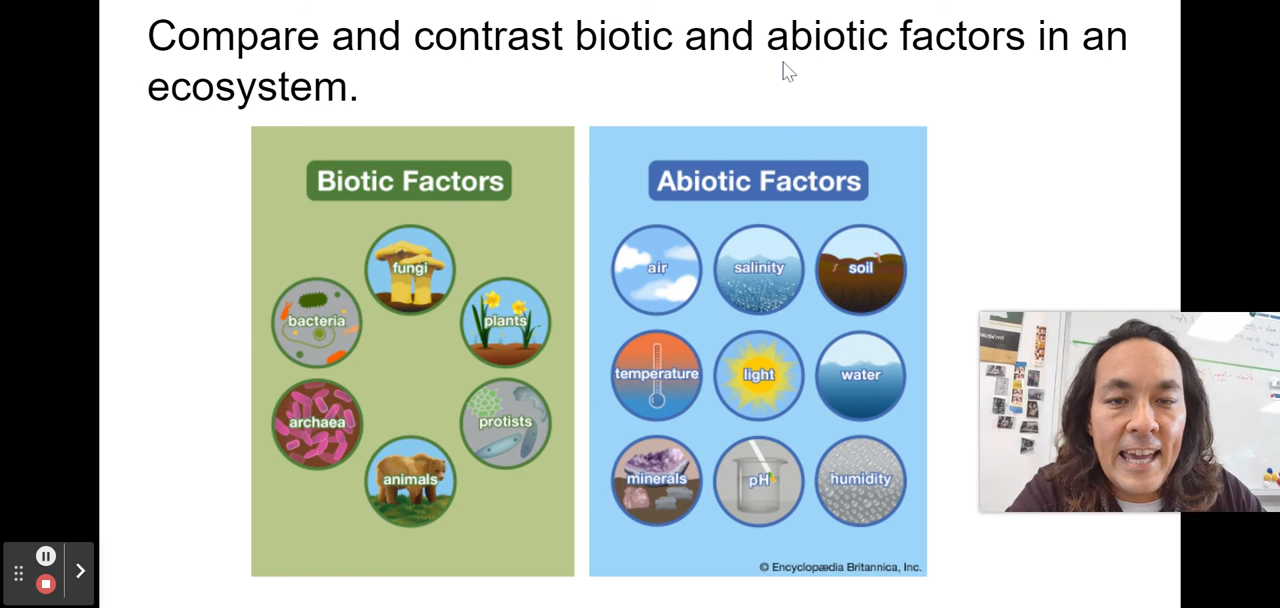 Compare and contrast biotic and abiotic factors in an
ecosystem.
Biotic Factors
fungi
bacteria
plants
archaea
protists
animals
Abiotic Factors
air
salinity
soil
temperature
light
water
minerals
pH
humidity
© Encyclopædia Britannica, Inc.